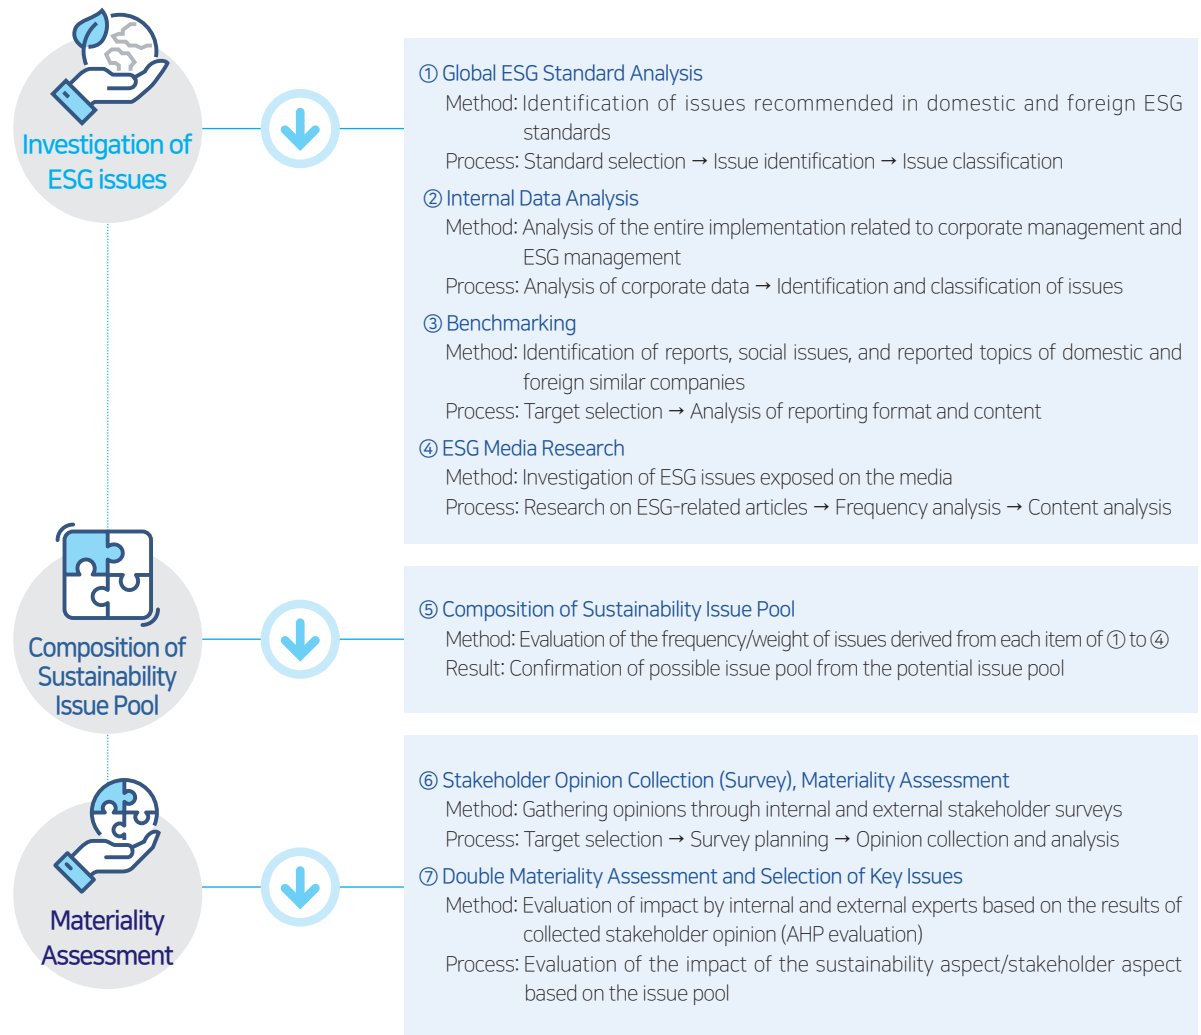 Investigation of
ESG issues
① Global ESG Standard Analysis
Method: Identification of issues recommended in domestic and foreign ESG
standards
Process: Standard selection → Issue identification → Issue classification
② Internal Data Analysis
Method: Analysis of the entire implementation related to corporate management and
ESG management
Process: Analysis of corporate data → Identification and classification of issues
③ Benchmarking
Method: Identification of reports, social issues, and reported topics of domestic and
foreign similar companies
Process: Target selection → Analysis of reporting format and content
④ ESG Media Research
Method: Investigation of ESG issues exposed on the media
Process: Research on ESG-related articles → Frequency analysis → Content analysis
Composition of
Sustainability
Issue Pool
⑤ Composition of Sustainability Issue Pool
Method: Evaluation of the frequency/weight of issues derived from each item of ① to ④
Result: Confirmation of possible issue pool from the potential issue pool
Materiality
Assessment
⑥ Stakeholder Opinion Collection (Survey), Materiality Assessment
Method: Gathering opinions through internal and external stakeholder surveys
Process: Target selection → Survey planning → Opinion collection and analysis
⑦ Double Materiality Assessment and Selection of Key Issues
Method: Evaluation of impact by internal and external experts based on the results of
collected stakeholder opinion (AHP evaluation)
Process: Evaluation of the impact of the sustainability aspect/stakeholder aspect
based on the issue pool